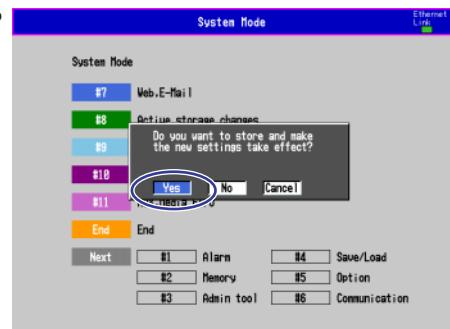 System Mode
Ethernet
Link
System Mode
#7 Web.E-Mail
#8 Active storage changes
#9
Do you want to store and make
the new settings take effect?
#10
Yes No Cancel
#11
End End
Next #1 Alarm #4 Save/Load
#2 Memory #5 Option
#3 Admin tool #6 Communication